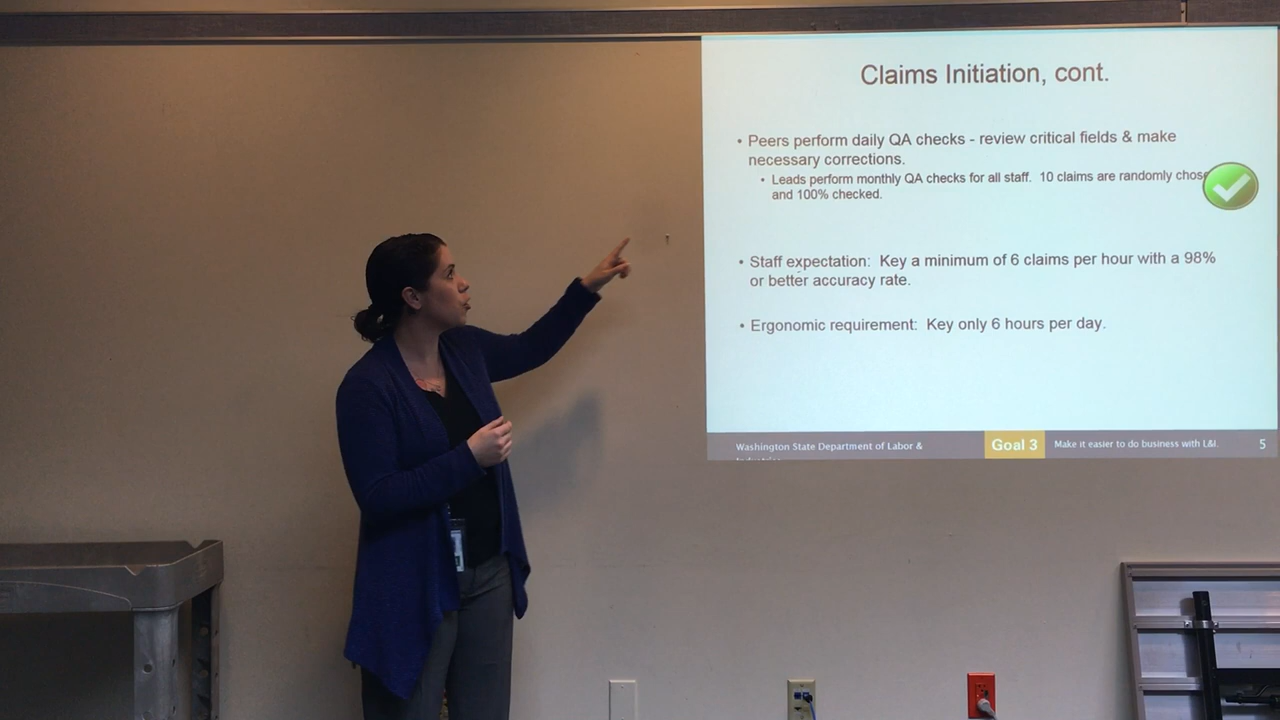 Claims Initiation, cont.
• Peers perform daily QA checks - review critical fields & make
necessary corrections.
• Leads perform monthly QA checks for all staff. 10 claims are randomly chose
and 100% checked.
• Staff expectation: Key a minimum of 6 claims per hour with a 98%
or better accuracy rate.
• Ergonomic requirement: Key only 6 hours per day.
Washington State Department of Labor &
Industries
Goal 3
Make it easier to do business with L&I.
5